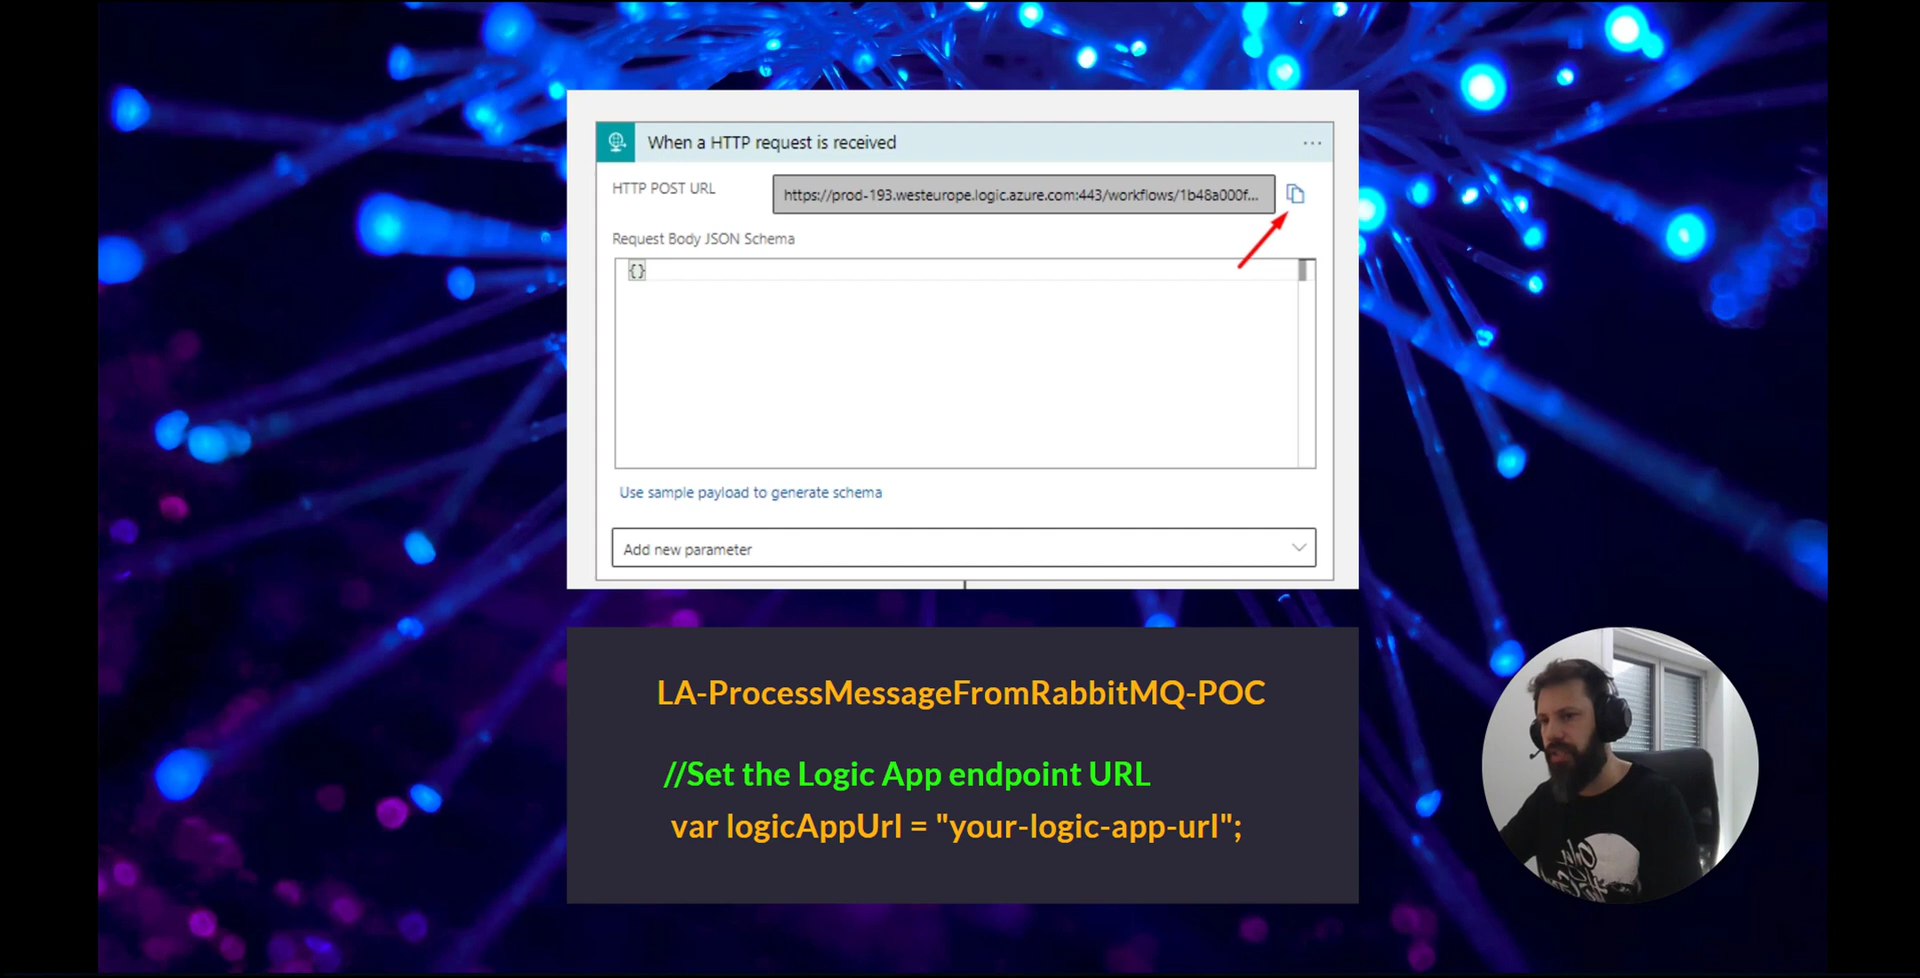 When a HTTP request is received
HTTP POST URL
https://prod-193.westeurope.logic.azure.com:443/workflows/1b48a000f...
Request Body JSON Schema
{}
Use sample payload to generate schema
Add new parameter
LA-ProcessMessageFromRabbitMQ-POC
//Set the Logic App endpoint URL
var logicAppUrl = "your-logic-app-url";